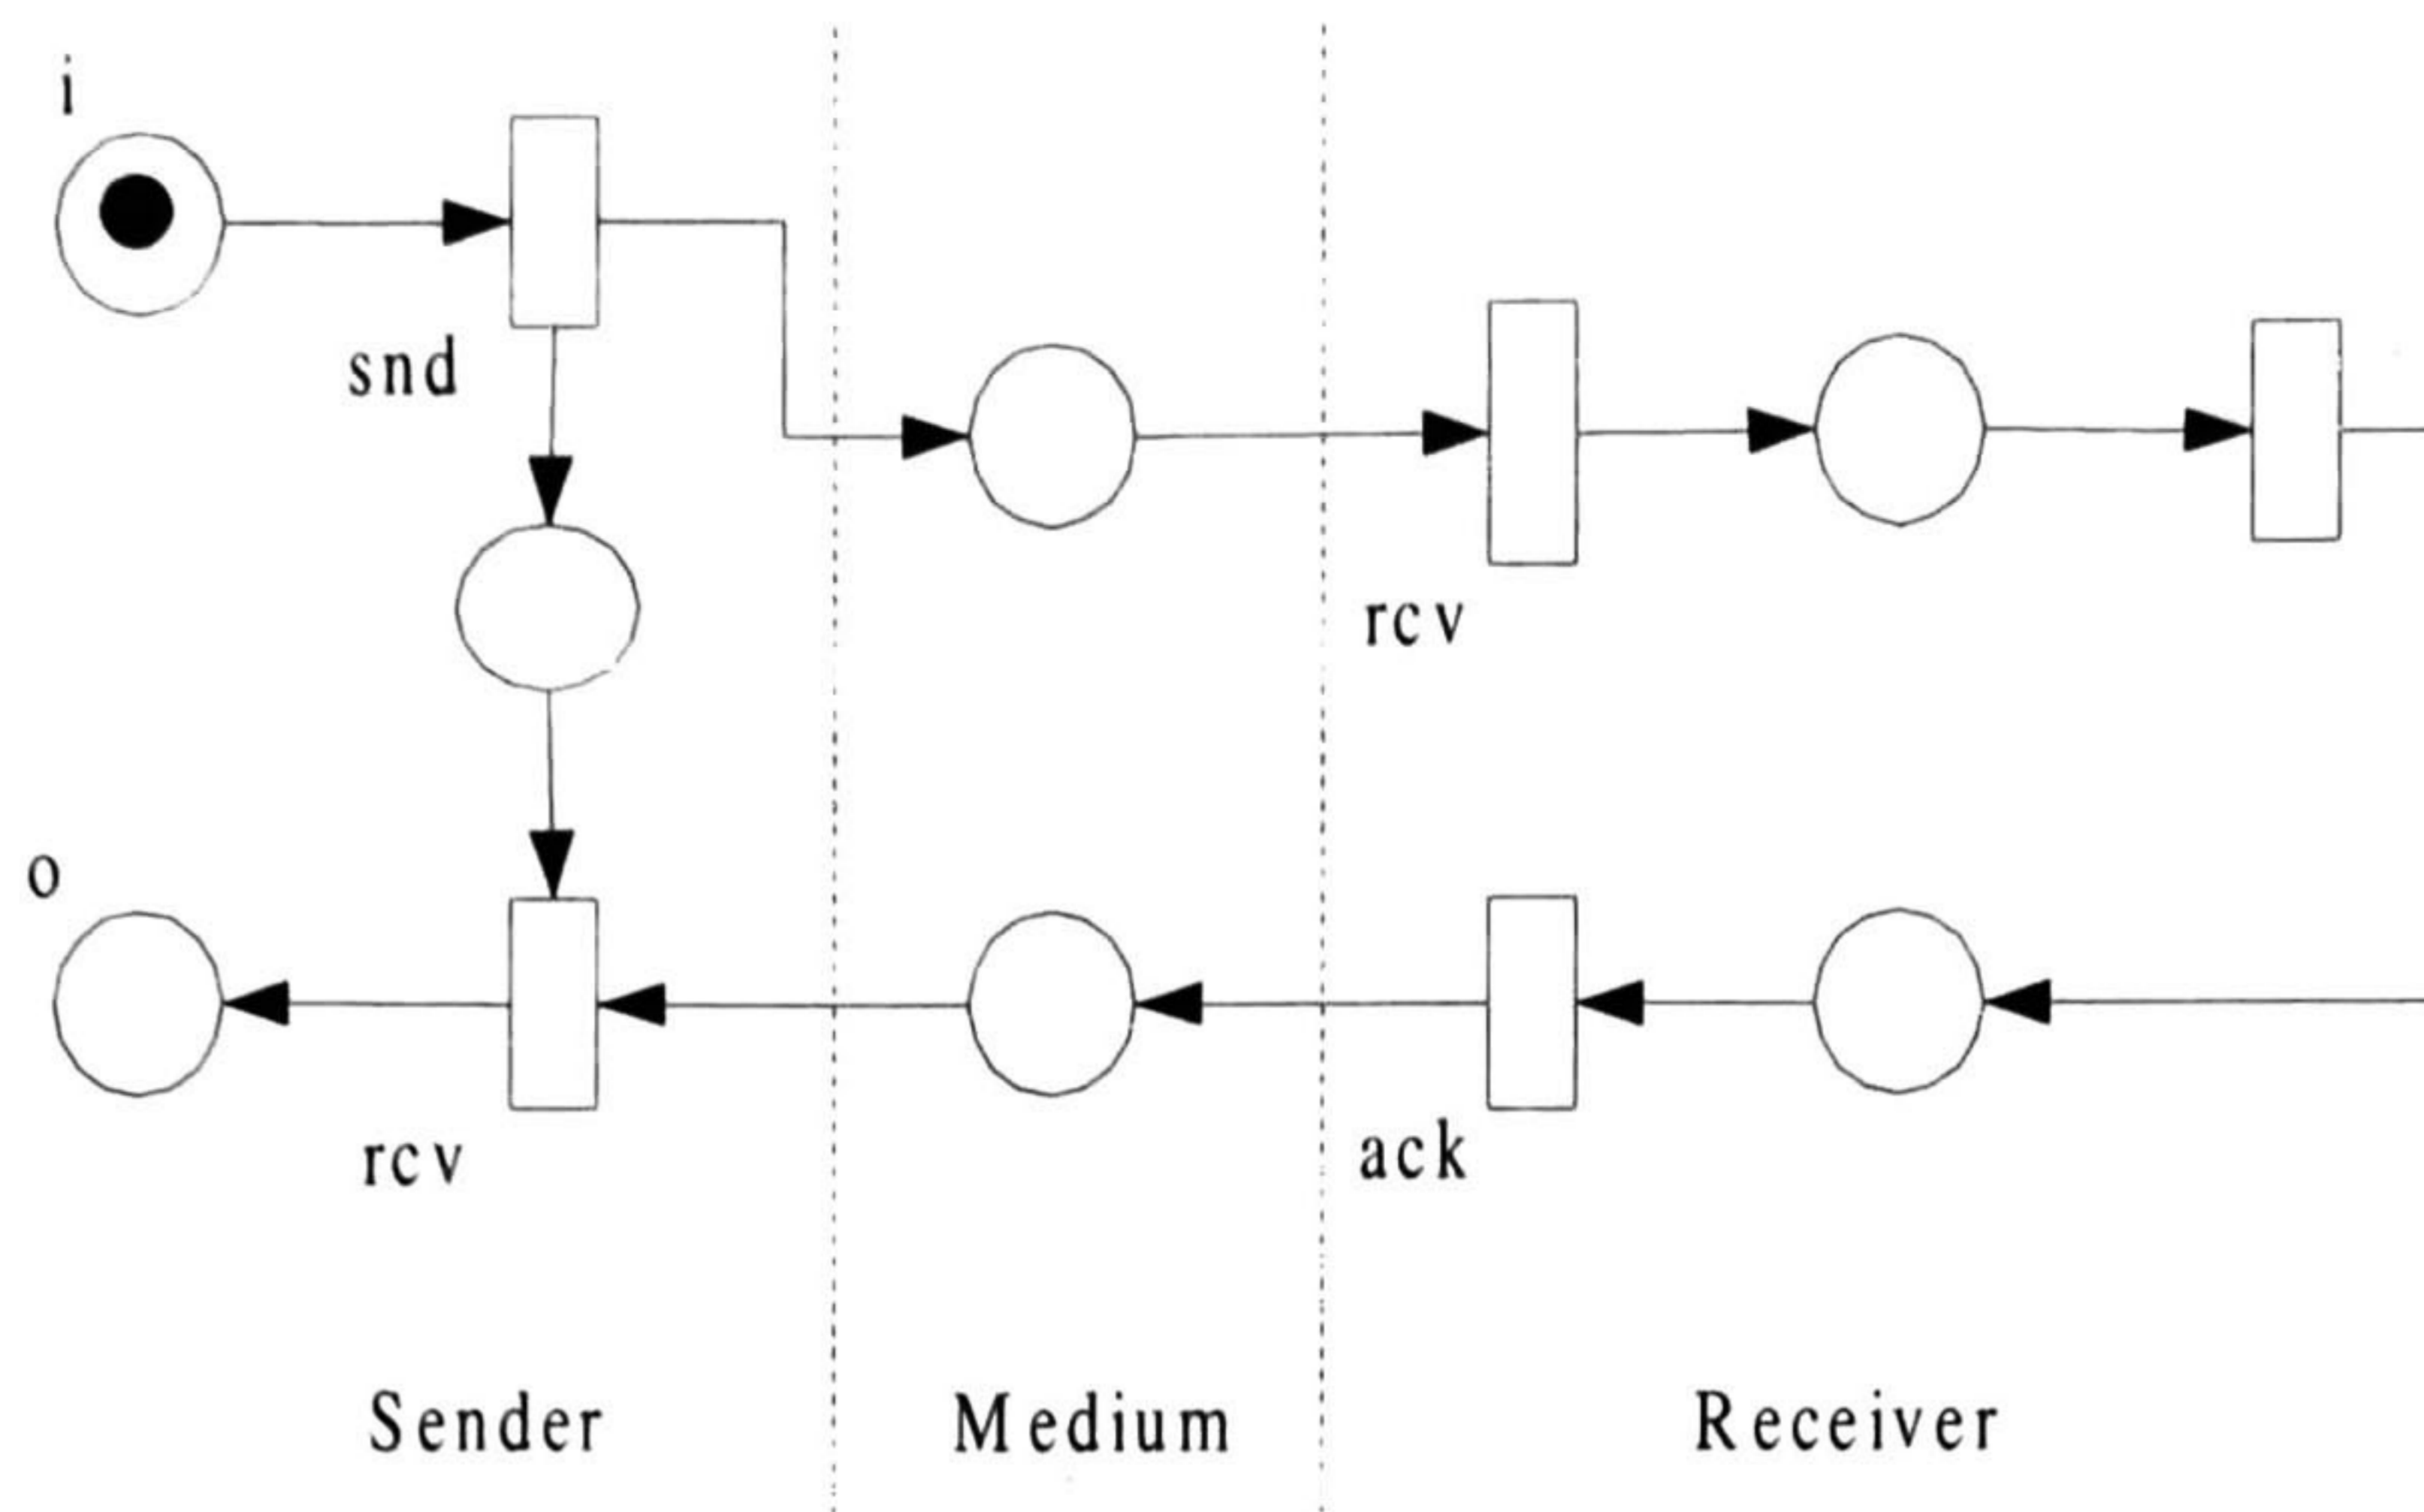 i
snd
rcv
o
rcv
ack
Sender
Medium
Receiver